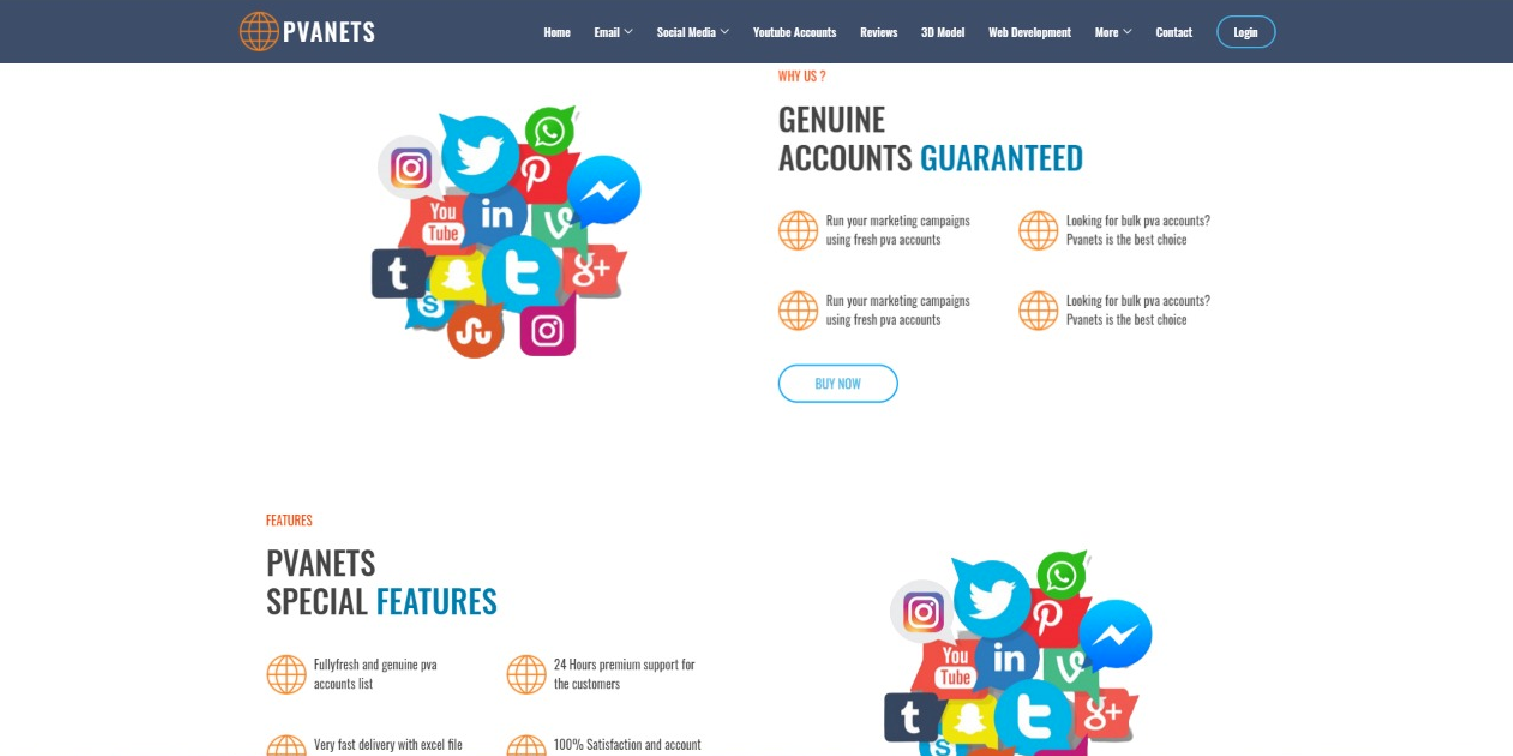 PVANETS
Home Email Social Media Youtube Accounts Reviews 3D Model Web Development More Contact Login
WHY US ?
GENUINE
ACCOUNTS GUARANTEED
Run your marketing campaigns
using fresh pva accounts
Looking for bulk pva accounts?
Pvanets is the best choice
Run your marketing campaigns
using fresh pva accounts
Looking for bulk pva accounts?
Pvanets is the best choice
BUY NOW
You
Tube
in
t
g+
S
FEATURES
PVANETS
SPECIAL FEATURES
Fullyfresh and genuine pva
accounts list
24 Hours premium support for
the customers
Very fast delivery with excel file
100% Satisfaction and account
You
Tube
in
t
g+
S